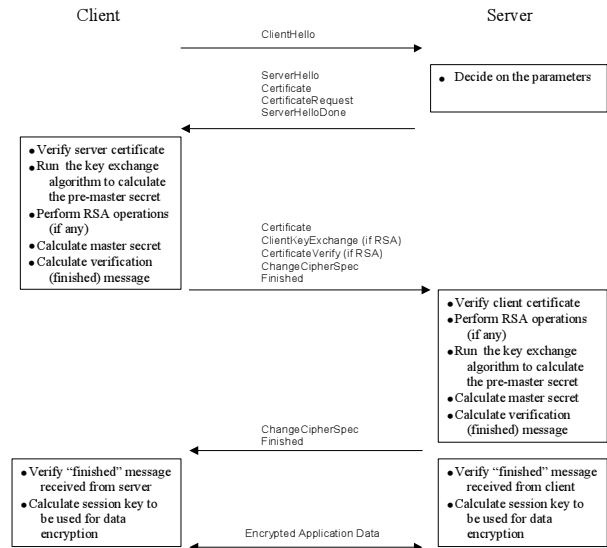 Client
Server
ClientHello
ServerHello
Certificate
CertificateRequest
ServerHelloDone
• Decide on the parameters
• Verify server certificate
• Run the key exchange
algorithm to calculate
the pre-master secret
• Perform RSA operations
(if any)
• Calculate master secret
• Calculate verification
(finished) message
Certificate
ClientKeyExchange (if RSA)
CertificateVerify (if RSA)
ChangeCipherSpec
Finished
• Verify client certificate
• Perform RSA operations
(if any)
• Run the key exchange
algorithm to calculate
the pre-master secret
• Calculate master secret
• Calculate verification
(finished) message
ChangeCipherSpec
Finished
• Verify “finished” message
received from server
• Calculate session key to
be used for data
encryption
• Verify “finished” message
received from client
• Calculate session key to
be used for data
encryption
Encrypted Application Data